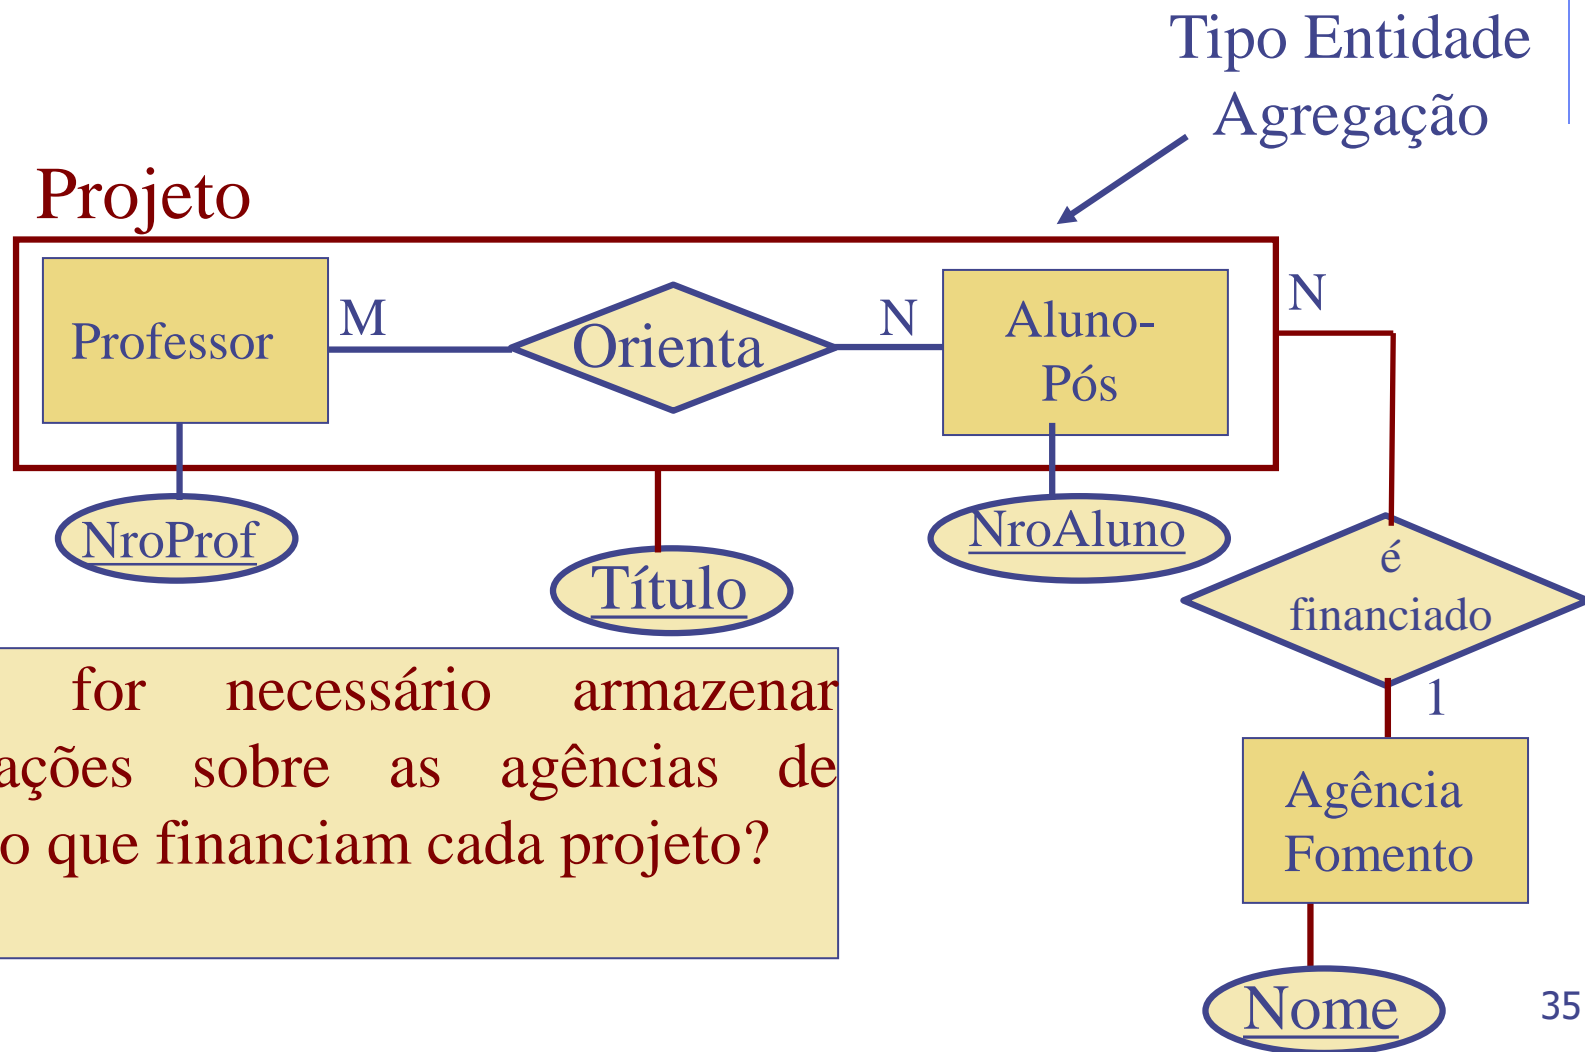 Tipo Entidade
Agregação
Projeto
Professor
M
Orienta
N
Aluno-
Pós
N
NroProf
Título
NroAluno
é
financiado
1
for necessário armazenar
ações sobre as agências de
o que financiam cada projeto?
Agência
Fomento
Nome
35